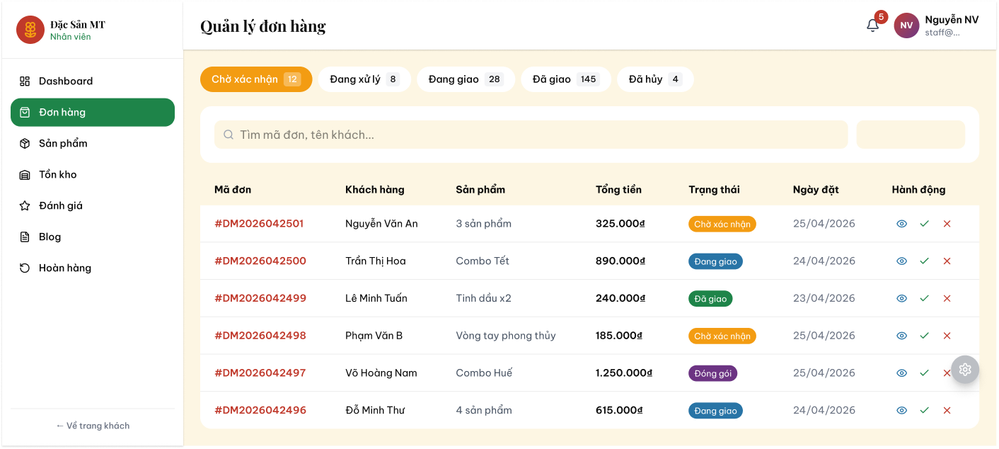 Đặc Sản MT
Nhân viên
Dashboard
Đơn hàng
Sản phẩm
Tồn kho
Đánh giá
Blog
Hoàn hàng
← Về trang khách
Quản lý đơn hàng
5
NV
Nguyễn NV
staff@...
Chờ xác nhận 12
Đang xử lý 8
Đang giao 28
Đã giao 145
Đã hủy 4
Tìm mã đơn, tên khách...
Mã đơn Khách hàng Sản phẩm Tổng tiền Trạng thái Ngày đặt Hành động
#DM2026042501 Nguyễn Văn An 3 sản phẩm 325.000₫ Chờ xác nhận 25/04/2026
#DM2026042500 Trần Thị Hoa Combo Tết 890.000₫ Đang giao 24/04/2026
#DM2026042499 Lê Minh Tuấn Tinh dầu x2 240.000₫ Đã giao 23/04/2026
#DM2026042498 Phạm Văn B Vòng tay phong thủy 185.000₫ Chờ xác nhận 25/04/2026
#DM2026042497 Võ Hoàng Nam Combo Huế 1.250.000₫ Đóng gói 25/04/2026
#DM2026042496 Đỗ Minh Thư 4 sản phẩm 615.000₫ Đang giao 24/04/2026